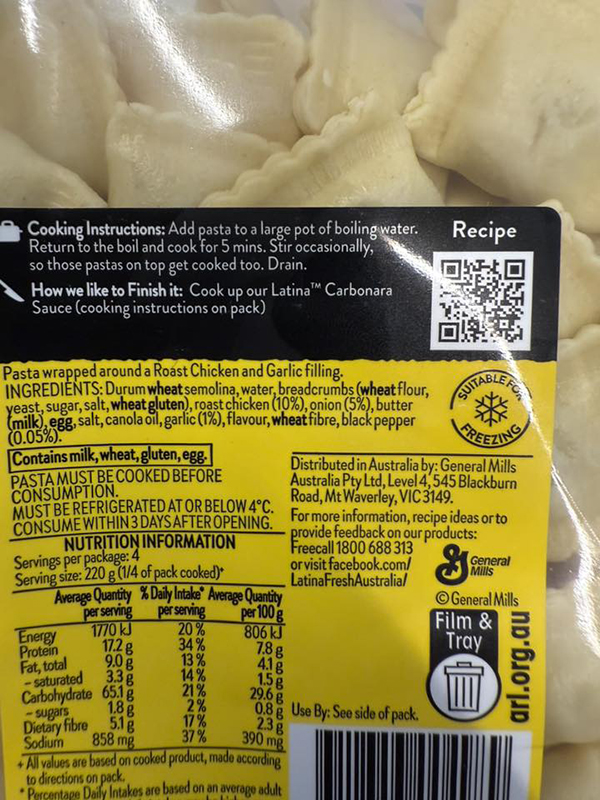 Cooking Instructions: Add pasta to a large pot of boiling water.
Return to the boil and cook for 5 mins. Stir occasionally,
so those pastas on top get cooked too. Drain.
How we like to Finish it: Cook up our Latina™ Carbonara
Sauce (cooking instructions on pack)
Recipe
Pasta wrapped around a Roast Chicken and Garlic filling.
INGREDIENTS: Durum wheat semolina, water, breadcrumbs (wheat flour,
yeast, sugar, salt, wheat gluten), roast chicken (10%), onion (5%), butter
(milk), egg, salt, canola oil, garlic (1%), flavour, wheat fibre, black pepper
(0.05%).
SUITABLE FOR
FREEZING
Contains milk, wheat, gluten, egg.
PASTA MUST BE COOKED BEFORE
CONSUMPTION.
MUST BE REFRIGERATED AT OR BELOW 4°C.
CONSUME WITHIN 3 DAYS AFTER OPENING.
NUTRITION INFORMATION
Servings per package: 4
Serving size: 220 g (1/4 of pack cooked)+
Average Quantity % Daily Intake* Average Quantity
per serving per serving per 100 g
Energy 1770 kJ 20 % 806 kJ
Protein 17.2 g 34 % 7.8 g
Fat, total 9.0 g 13 % 4.1 g
- saturated 3.3 g 14 % 1.5 g
Carbohydrate 65.1 g 21 % 29.6 g
- sugars 1.8 g 2 % 0.8 g
Dietary fibre 5.1 g 17 % 2.3 g
Sodium 858 mg 37 % 390 mg
+ All values are based on cooked product, made according
to directions on pack.
* Percentage Daily Intakes are based on an average adult
Distributed in Australia by: General Mills
Australia Pty Ltd, Level 4, 545 Blackburn
Road, Mt Waverley, VIC 3149.
For more information, recipe ideas or to
provide feedback on our products:
Freecall 1800 688 313
or visit facebook.com/
LatinaFreshAustralia/
General
Mills
© General Mills
Film &
Tray
arl.org.au
Use By: See side of pack.